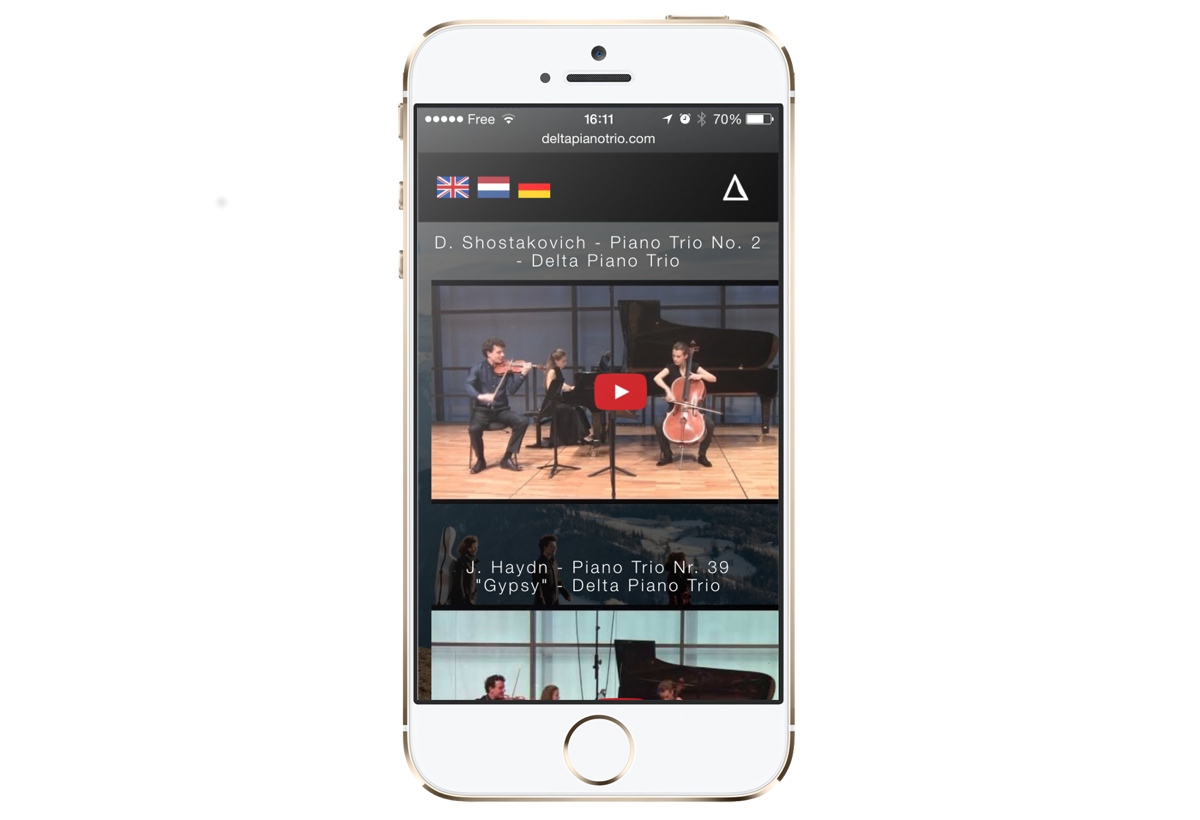 Free 16:11 70%
deltapianotrio.com
D. Shostakovich - Piano Trio No. 2
- Delta Piano Trio
J. Haydn - Piano Trio Nr. 39
"Gypsy" - Delta Piano Trio